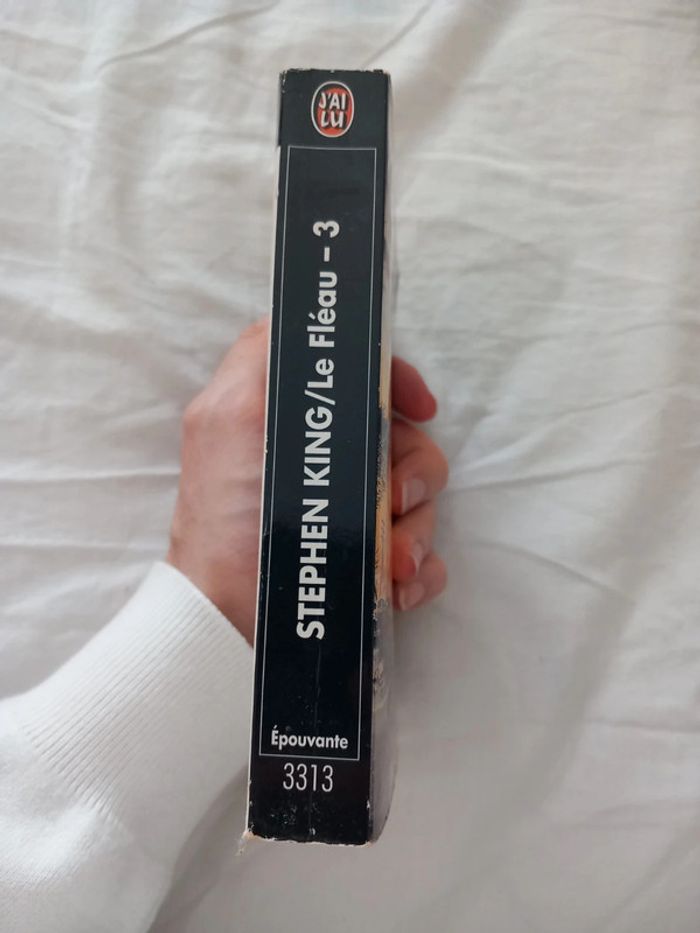 J'AI
LU
STEPHEN KING/Le Fléau - 3
Épouvante
3313